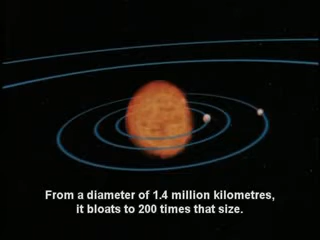 From a diameter of 1.4 million kilometres,
it bloats to 200 times that size.